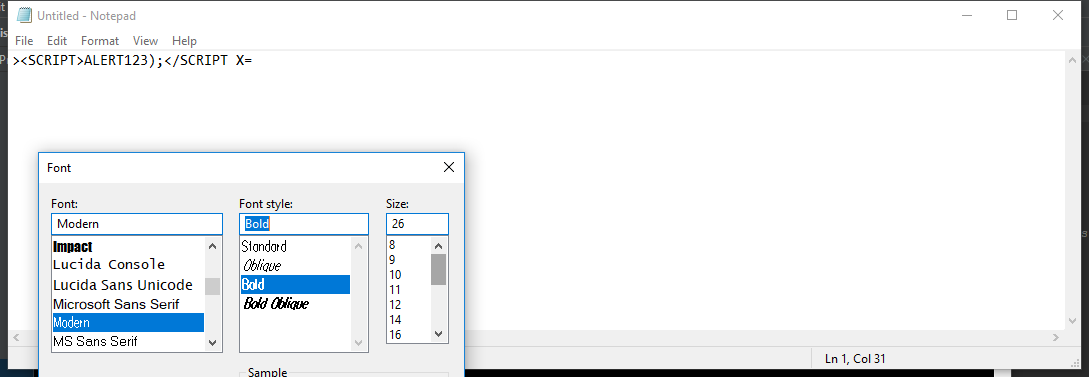 Untitled - Notepad
File Edit Format View Help
><SCRIPT>ALERT123);</SCRIPT X=
Font
Font: Font style: Size:
Modern Bold 26
Impact
Lucida Console
Lucida Sans Unicode
Microsoft Sans Serif
Modern
MS Sans Serif
Standard
Oblique
Bold
Bold Oblique
8
9
10
11
12
14
16
Sample
Ln 1, Col 31